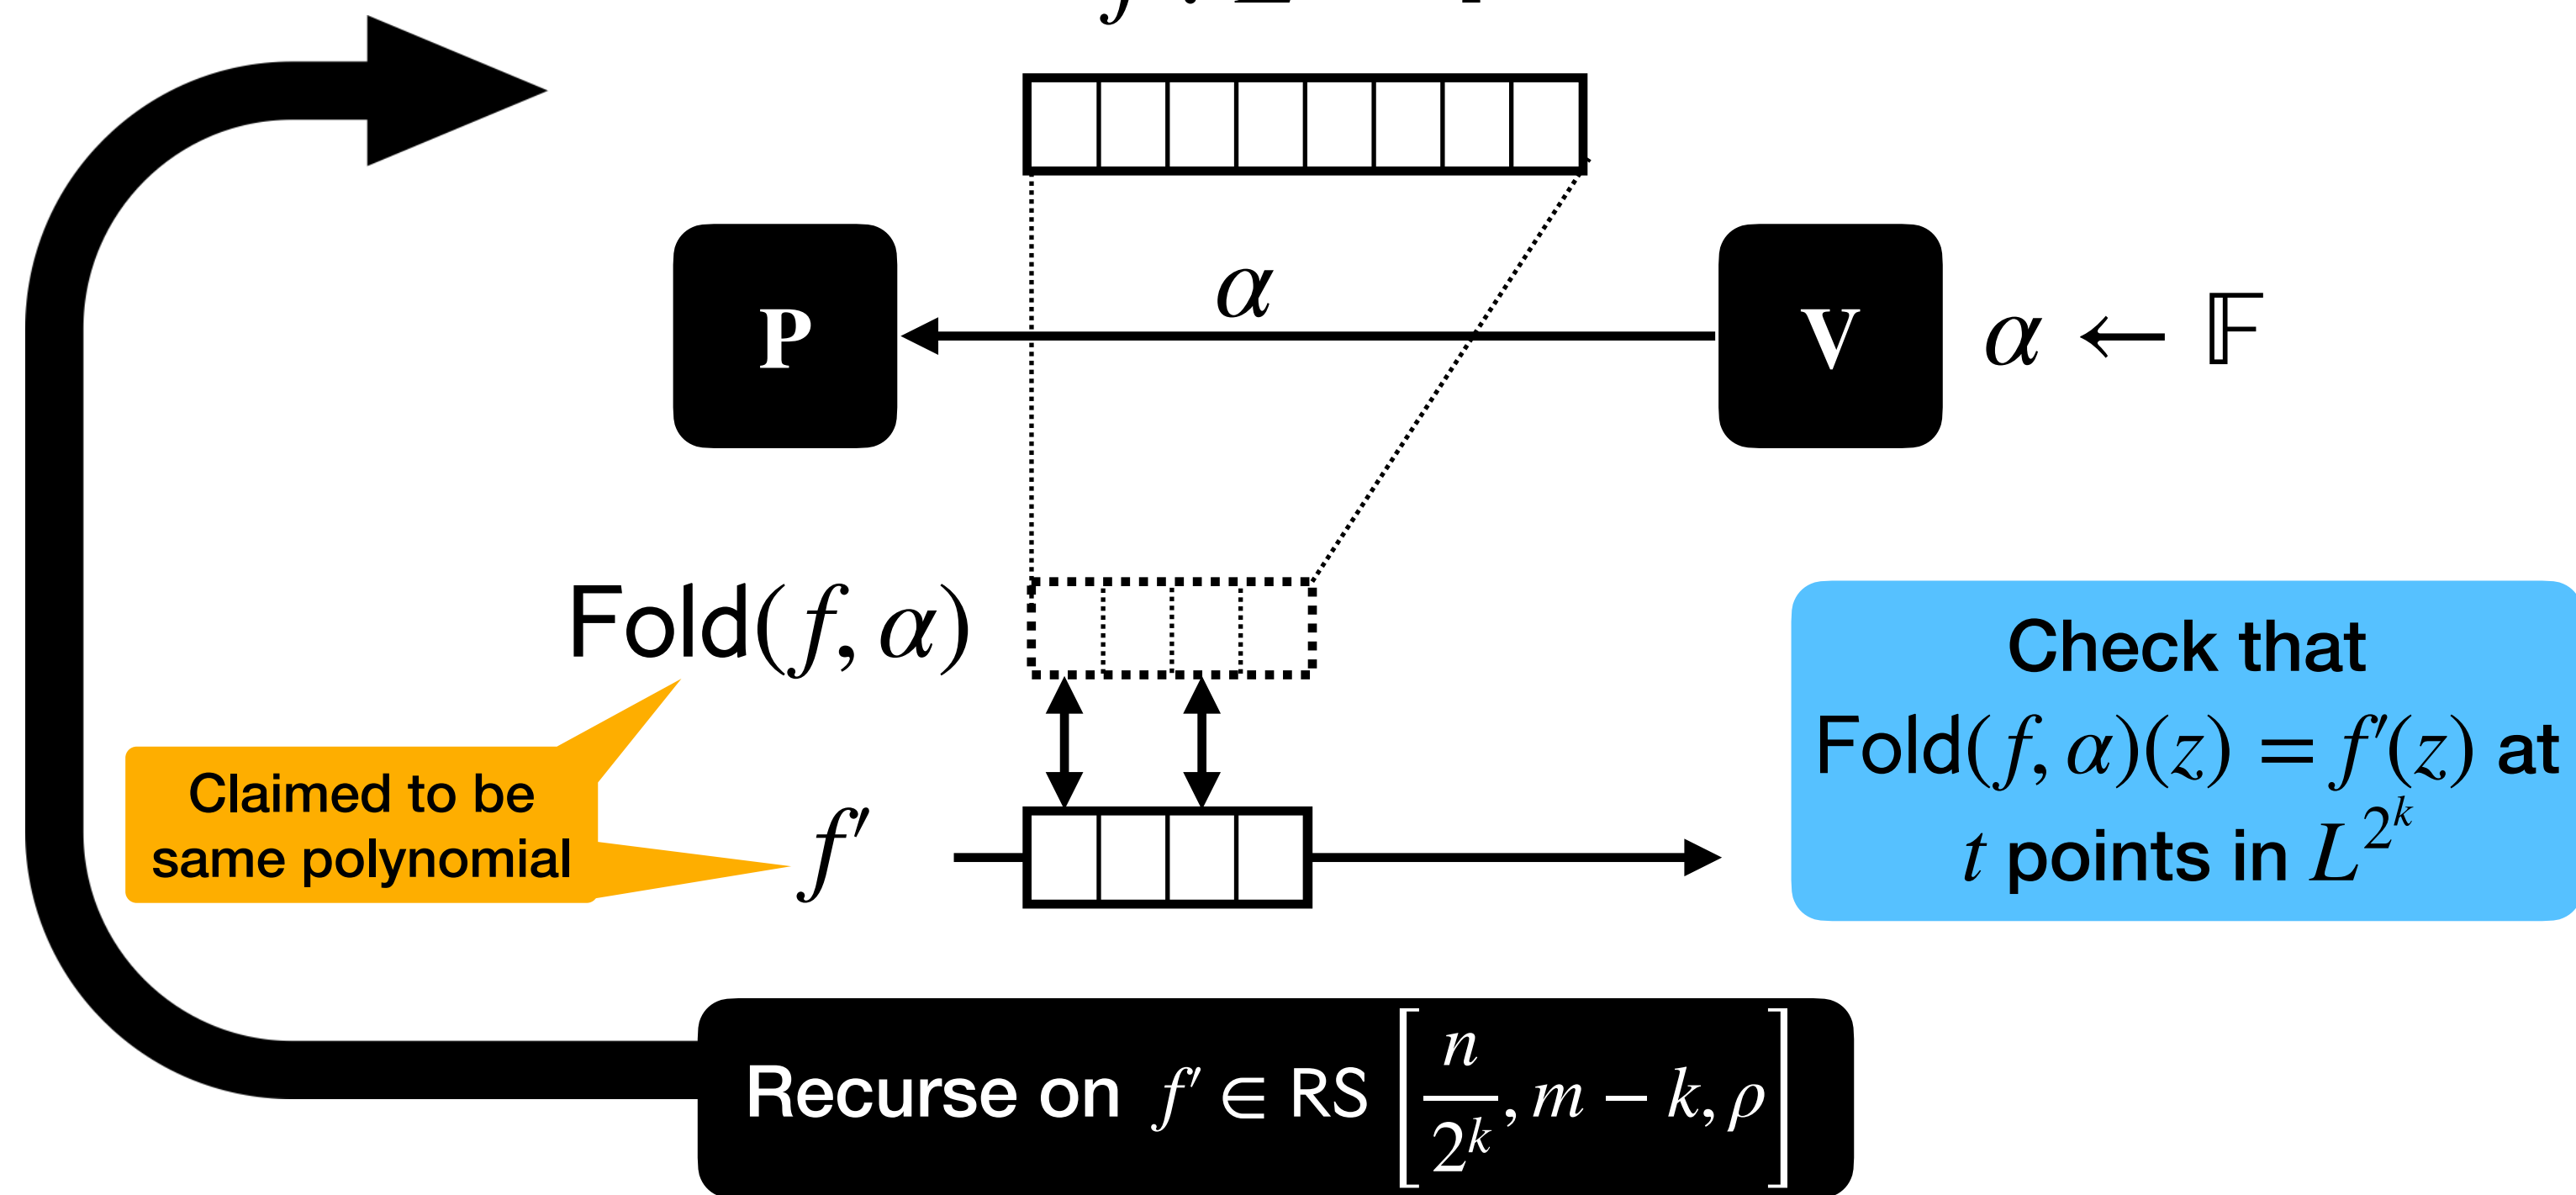 α
P
V
α ← 𝔽
Fold(f, α)
Check that
Fold(f, α)(z) = f′(z) at
t points in L^{2^k}
Claimed to be
same polynomial
f′
Recurse on f′ ∈ RS [n/2^k, m − k, ρ]